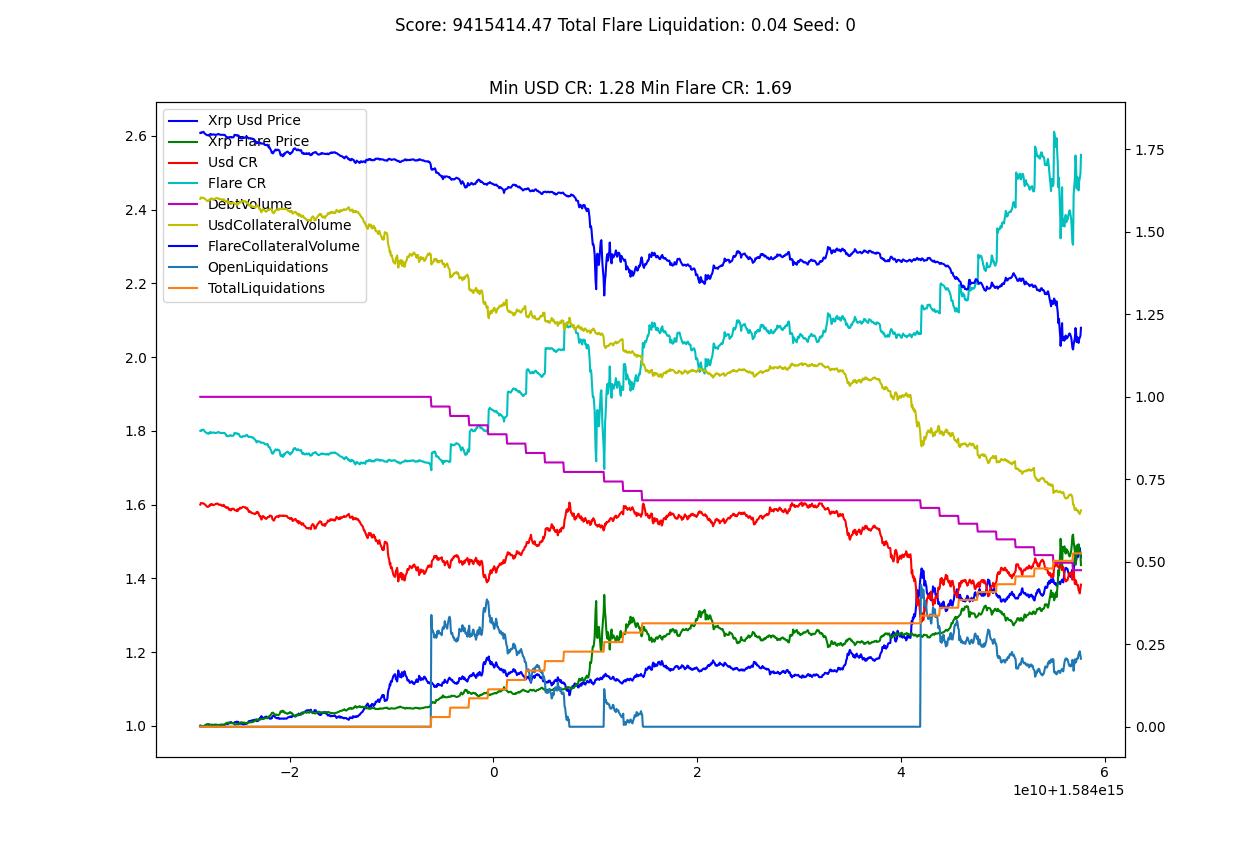 Score: 9415414.47 Total Flare Liquidation: 0.04 Seed: 0
Min USD CR: 1.28 Min Flare CR: 1.69
Xrp Usd Price
Xrp Flare Price
Usd CR
Flare CR
DebtVolume
UsdCollateralVolume
FlareCollateralVolume
OpenLiquidations
TotalLiquidations
2.6
2.4
2.2
2.0
1.8
1.6
1.4
1.2
1.0
1.75
1.50
1.25
1.00
0.75
0.50
0.25
0.00
−2
0
2
4
6
1e10+1.584e15